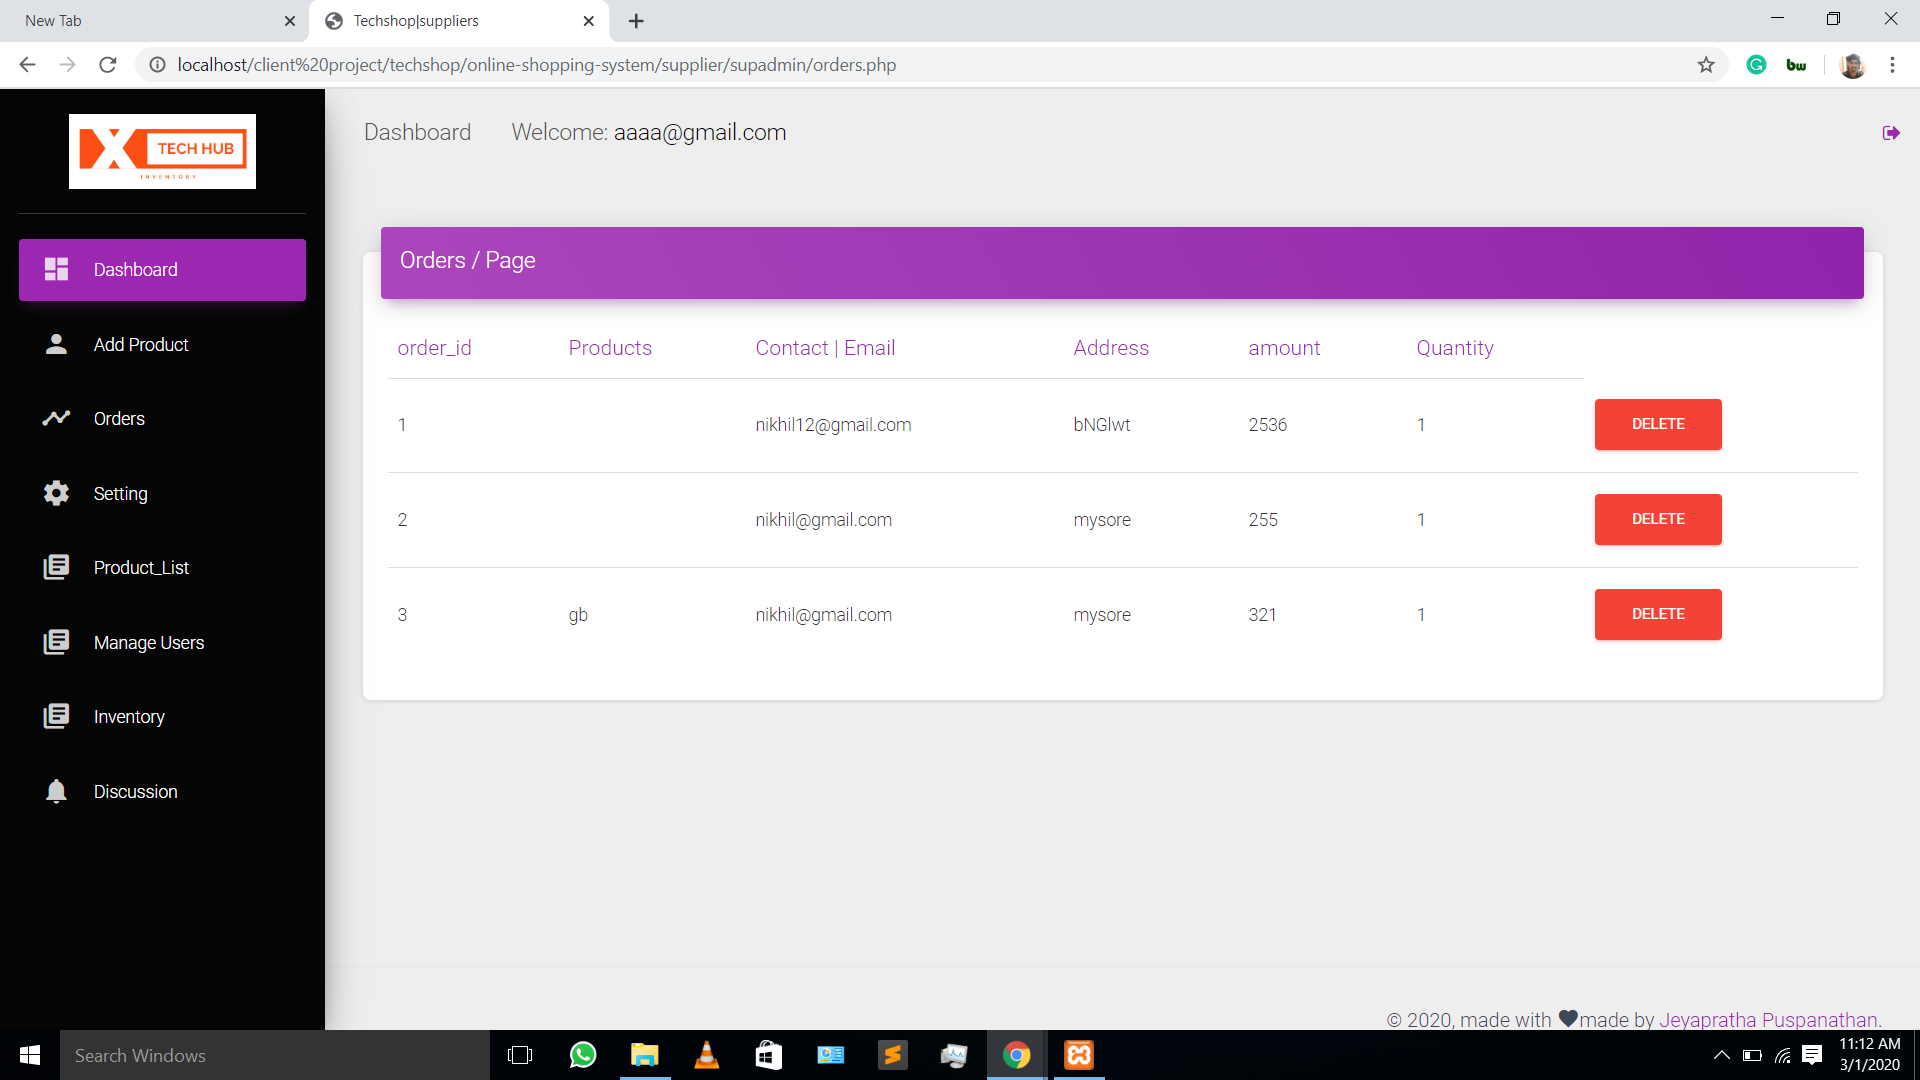 New Tab
Techshop|suppliers
localhost/client%20project/techshop/online-shopping-system/supplier/supadmin/orders.php
bw
TECH HUB
INVENTORY
Dashboard Welcome: aaaa@gmail.com
Dashboard
Add Product
Orders
Setting
Product_List
Manage Users
Inventory
Discussion
Orders / Page
order_id Products Contact | Email Address amount Quantity
1 nikhil12@gmail.com bNGlwt 2536 1 DELETE
2 nikhil@gmail.com mysore 255 1 DELETE
3 gb nikhil@gmail.com mysore 321 1 DELETE
© 2020, made with made by Jeyapratha Puspanathan.
Search Windows
11:12 AM
3/1/2020